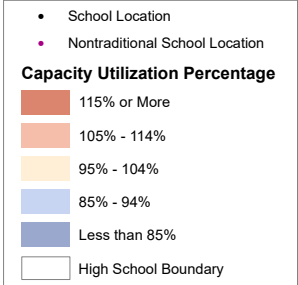 School Location
Nontraditional School Location
Capacity Utilization Percentage
115% or More
105% - 114%
95% - 104%
85% - 94%
Less than 85%
High School Boundary